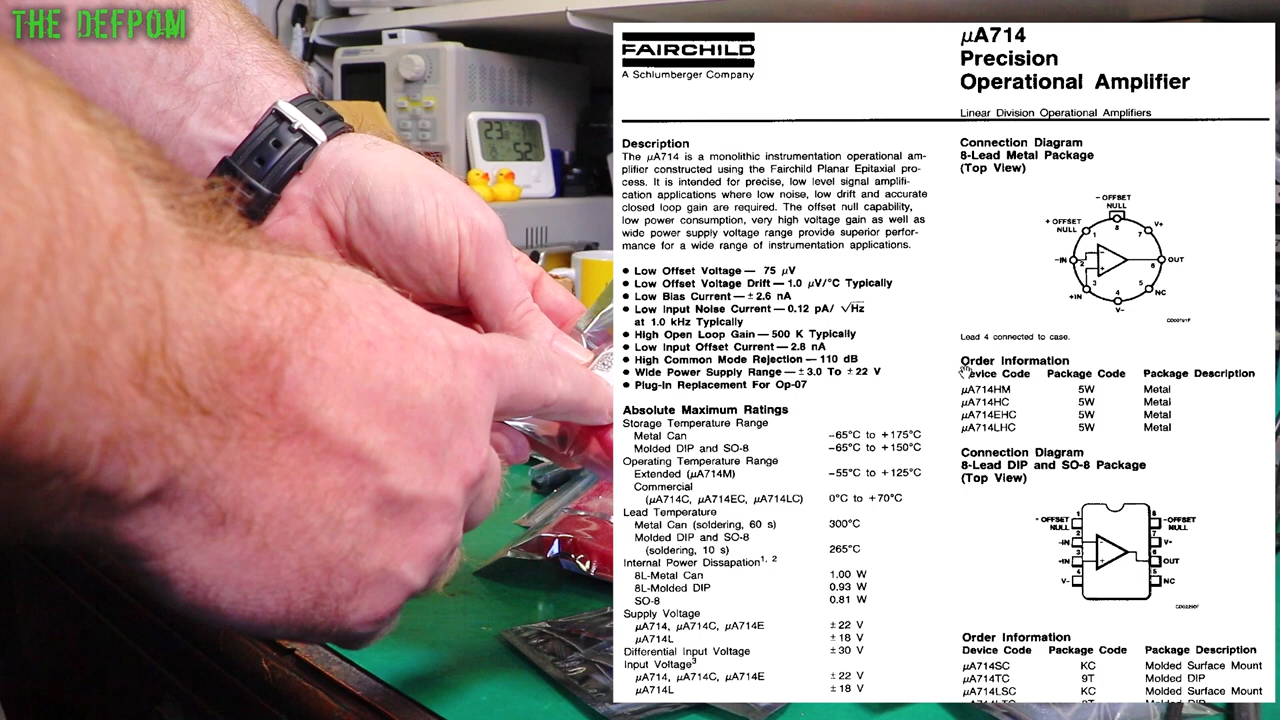 THE DEFPOM
23
52
FAIRCHILD
A Schlumberger Company
µA714
Precision
Operational Amplifier
Linear Division Operational Amplifiers
Description
The µA714 is a monolithic instrumentation operational am-
plifier constructed using the Fairchild Planar Epitaxial pro-
cess. It is intended for precise, low level signal amplifi-
cation applications where low noise, low drift and accurate
closed loop gain are required. The offset null capability,
low power consumption, very high voltage gain as well as
wide power supply voltage range provide superior perfor-
mance for a wide range of instrumentation applications.
● Low Offset Voltage — 75 µV
● Low Offset Voltage Drift — 1.0 µV/°C Typically
● Low Bias Current — ±2.6 nA
● Low Input Noise Current — 0.12 pA/ √Hz
at 1.0 kHz Typically
● High Open Loop Gain — 500 K Typically
● Low Input Offset Current — 2.8 nA
● High Common Mode Rejection — 110 dB
● Wide Power Supply Range — ±3.0 To ±22 V
● Plug-In Replacement For Op-07
Absolute Maximum Ratings
Storage Temperature Range
Metal Can -65°C to +175°C
Molded DIP and SO-8 -65°C to +150°C
Operating Temperature Range
Extended (µA714M) -55°C to +125°C
Commercial
(µA714C, µA714EC, µA714LC) 0°C to +70°C
Lead Temperature
Metal Can (soldering, 60 s) 300°C
Molded DIP and SO-8
(soldering, 10 s) 265°C
Internal Power Dissapation1, 2
8L-Metal Can 1.00 W
8L-Molded DIP 0.93 W
SO-8 0.81 W
Supply Voltage
µA714, µA714C, µA714E ±22 V
µA714L ±18 V
Differential Input Voltage ±30 V
Input Voltage3
µA714, µA714C, µA714E ±22 V
µA714L ±18 V
Connection Diagram
8-Lead Metal Package
(Top View)
- OFFSET
NULL
8
+ OFFSET
NULL
1
7
V+
-IN
2
6
OUT
3
+IN
4
5
NC
V-
Lead 4 connected to case.
Order Information
evice Code Package Code Package Description
µA714HM 5W Metal
µA714HC 5W Metal
µA714EHC 5W Metal
µA714LHC 5W Metal
Connection Diagram
8-Lead DIP and SO-8 Package
(Top View)
- OFFSET
NULL
-OFFSET
NULL
-IN
V+
-IN
OUT
V-
NC
Order Information
Device Code Package Code Package Description
µA714SC KC Molded Surface Mount
µA714TC 9T Molded DIP
µA714LSC KC Molded Surface Mount